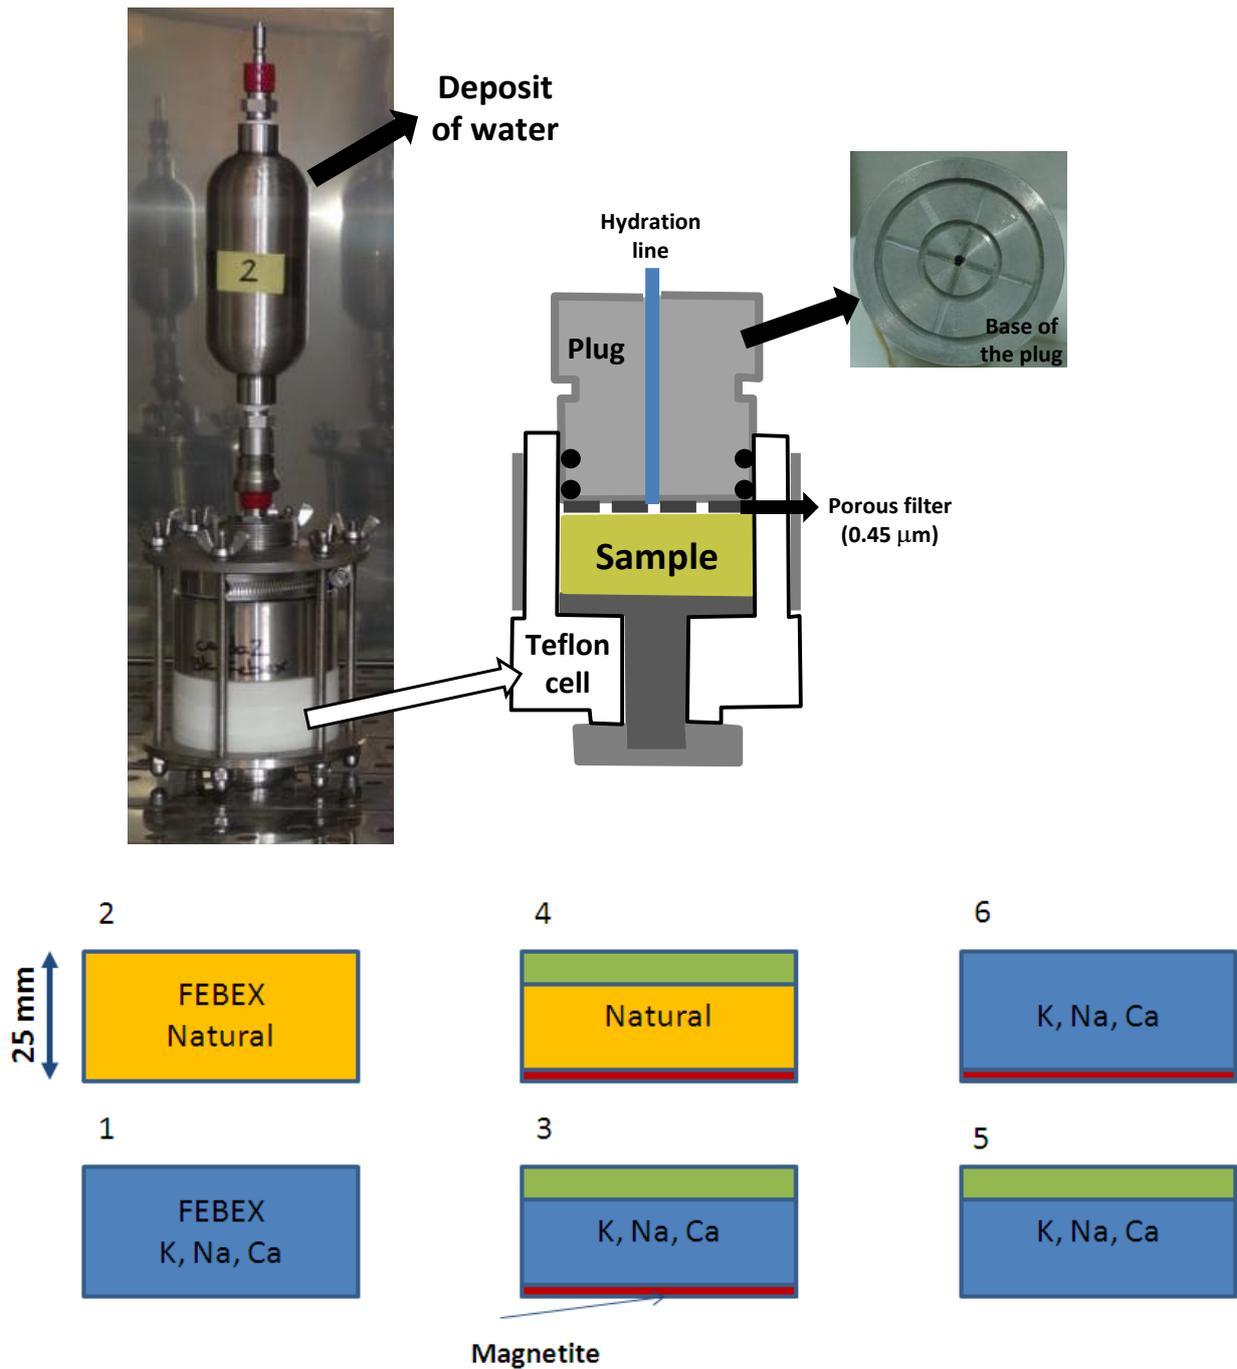 Deposit
of water
2
Hydration
line
Plug
Base of
the plug
Porous filter
(0.45 μm)
Sample
Teflon
cell
2
4
6
25 mm
FEBEX
Natural
Natural
K, Na, Ca
1
3
5
FEBEX
K, Na, Ca
K, Na, Ca
K, Na, Ca
Magnetite